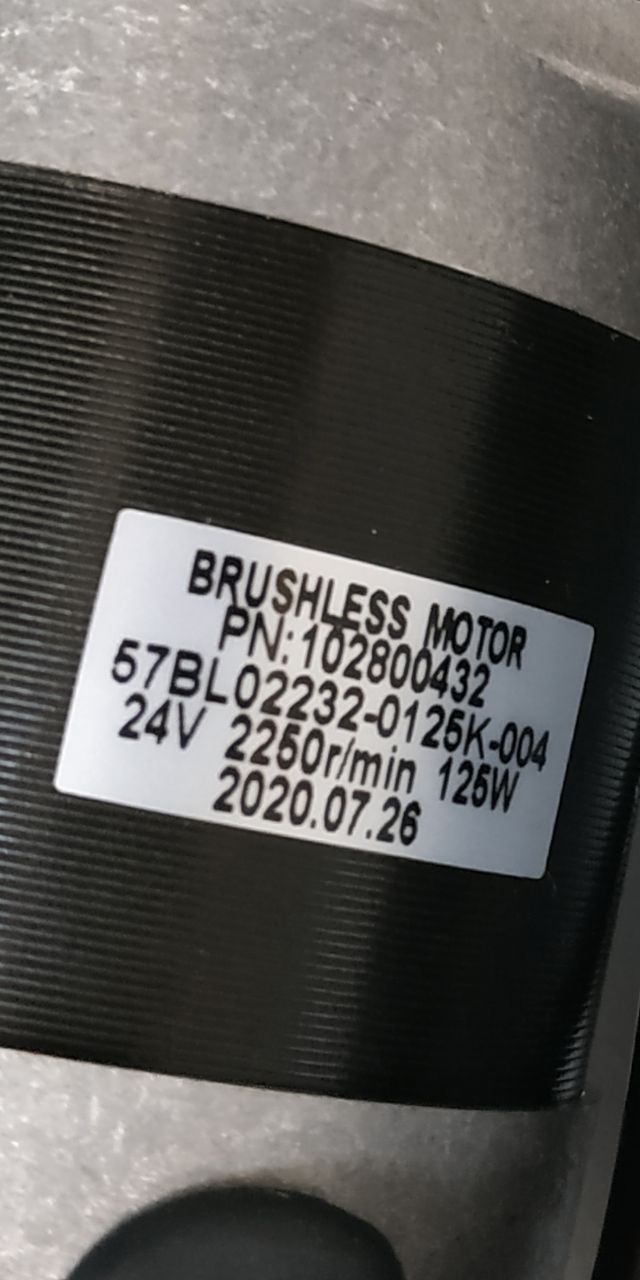 BRUSHLESS MOTOR
PN:102800432
57BL02232-0125K-004
24V 2250r/min 125W
2020.07.26